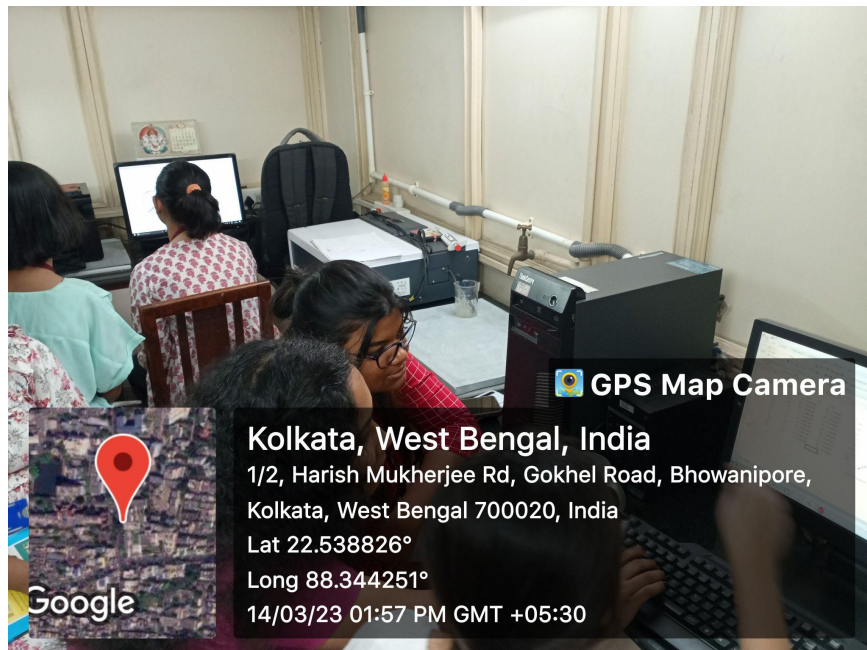 GPS Map Camera
Kolkata, West Bengal, India
1/2, Harish Mukherjee Rd, Gokhel Road, Bhowanipore,
Kolkata, West Bengal 700020, India
Lat 22.538826°
Long 88.344251°
14/03/23 01:57 PM GMT +05:30
Google